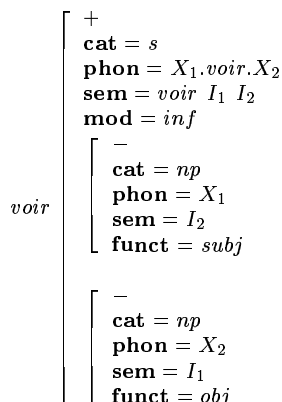 +
cat = s
phon = X₁.voir.X₂
sem = voir I₁ I₂
mod = inf
−
cat = np
phon = X₁
voir
sem = I₂
funct = subj
−
cat = np
phon = X₂
sem = I₁
funct = obj